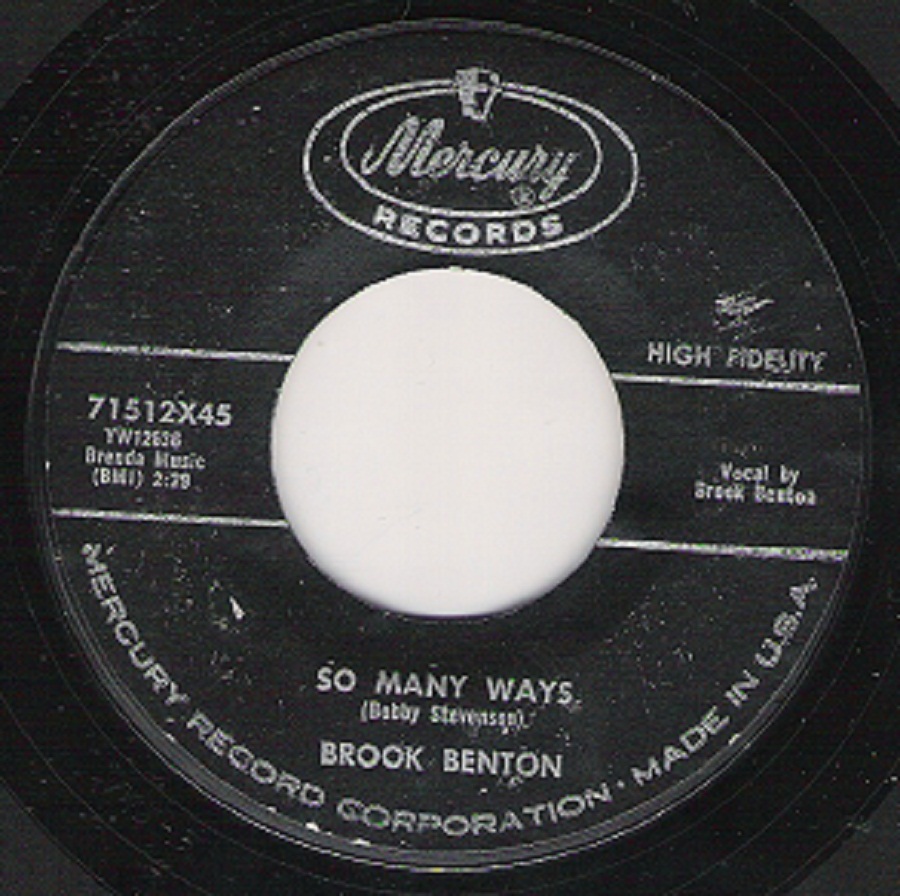 Mercury
®
RECORDS
HIGH FIDELITY
71512X45
YW12636
Brenda Music
(BMI) 2:29
Vocal by
Brook Benton
SO MANY WAYS
(Bobby Stevenson)
BROOK BENTON
MERCURY RECORD CORPORATION · MADE IN U.S.A.